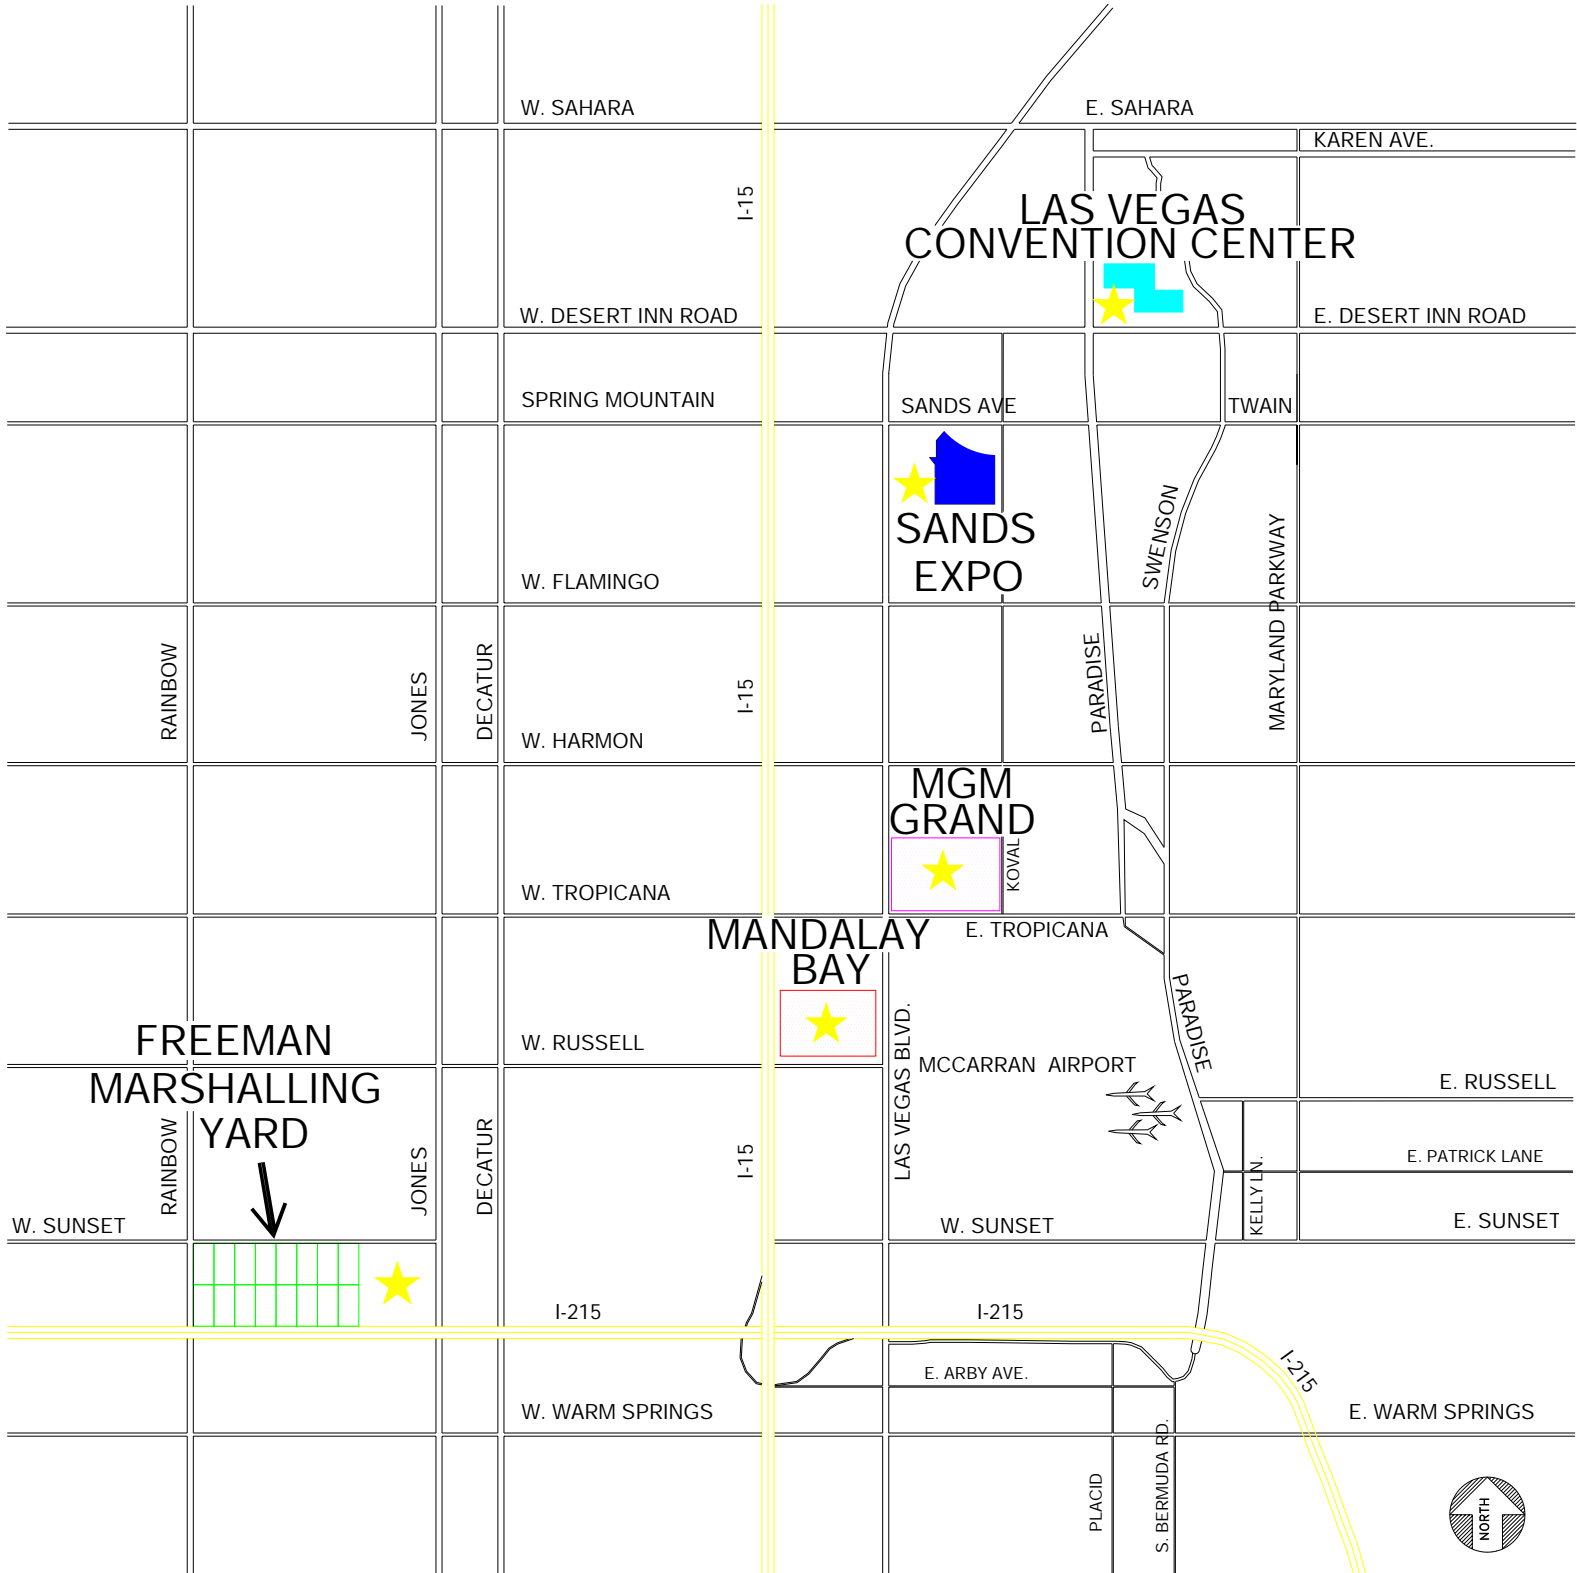 W. SAHARA
E. SAHARA
KAREN AVE.
I-15
LAS VEGAS
CONVENTION CENTER
W. DESERT INN ROAD
E. DESERT INN ROAD
SPRING MOUNTAIN
SANDS AVE
TWAIN
SANDS
EXPO
SWENSON
MARYLAND PARKWAY
W. FLAMINGO
RAINBOW
JONES
DECATUR
I-15
PARADISE
W. HARMON
MGM
GRAND
KOVAL
W. TROPICANA
E. TROPICANA
MANDALAY
BAY
PARADISE
LAS VEGAS BLVD.
FREEMAN
MARSHALLING
YARD
W. RUSSELL
MCCARRAN AIRPORT
E. RUSSELL
RAINBOW
JONES
DECATUR
I-15
E. PATRICK LANE
KELLY LN.
W. SUNSET
W. SUNSET
E. SUNSET
I-215
I-215
I-215
E. ARBY AVE.
W. WARM SPRINGS
E. WARM SPRINGS
PLACID
S. BERMUDA RD.
NORTH